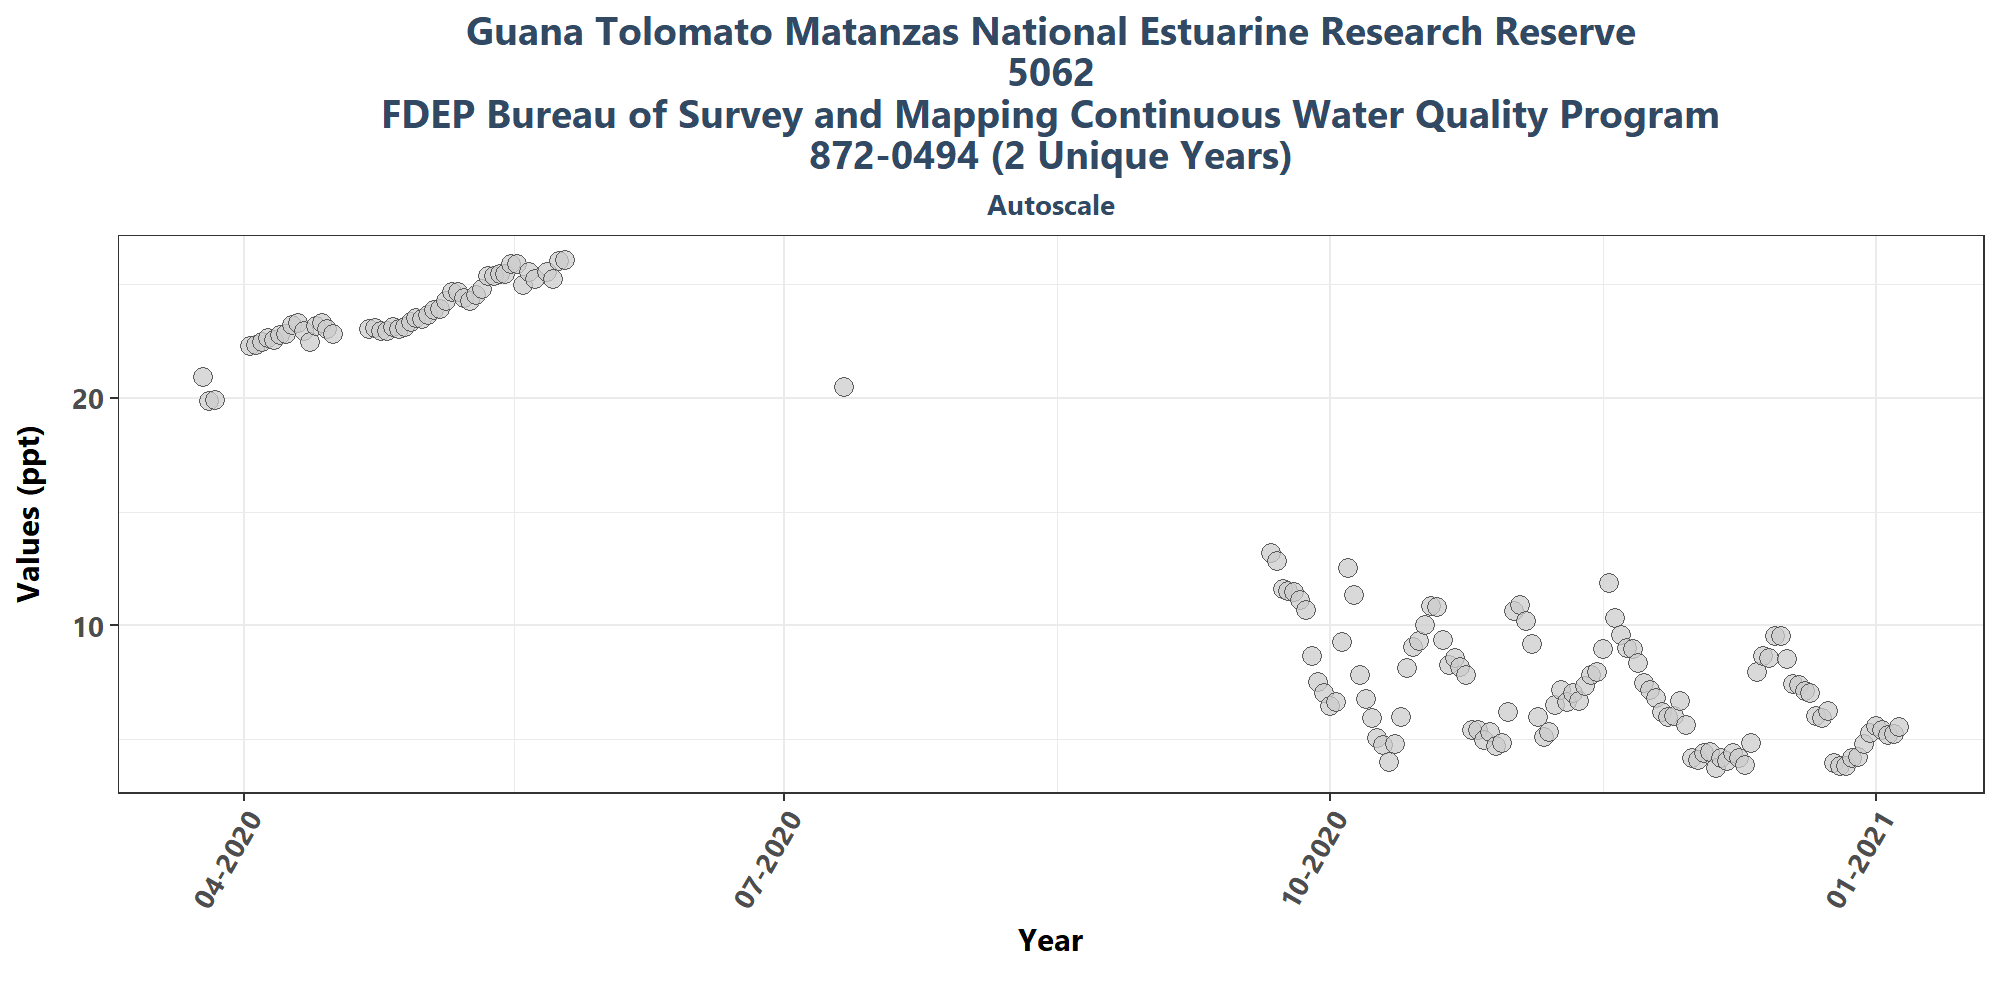 Guana Tolomato Matanzas National Estuarine Research Reserve
5062
FDEP Bureau of Survey and Mapping Continuous Water Quality Program
872-0494 (2 Unique Years)
Autoscale
Values (ppt)
20
10
04-2020
07-2020
10-2020
01-2021
Year